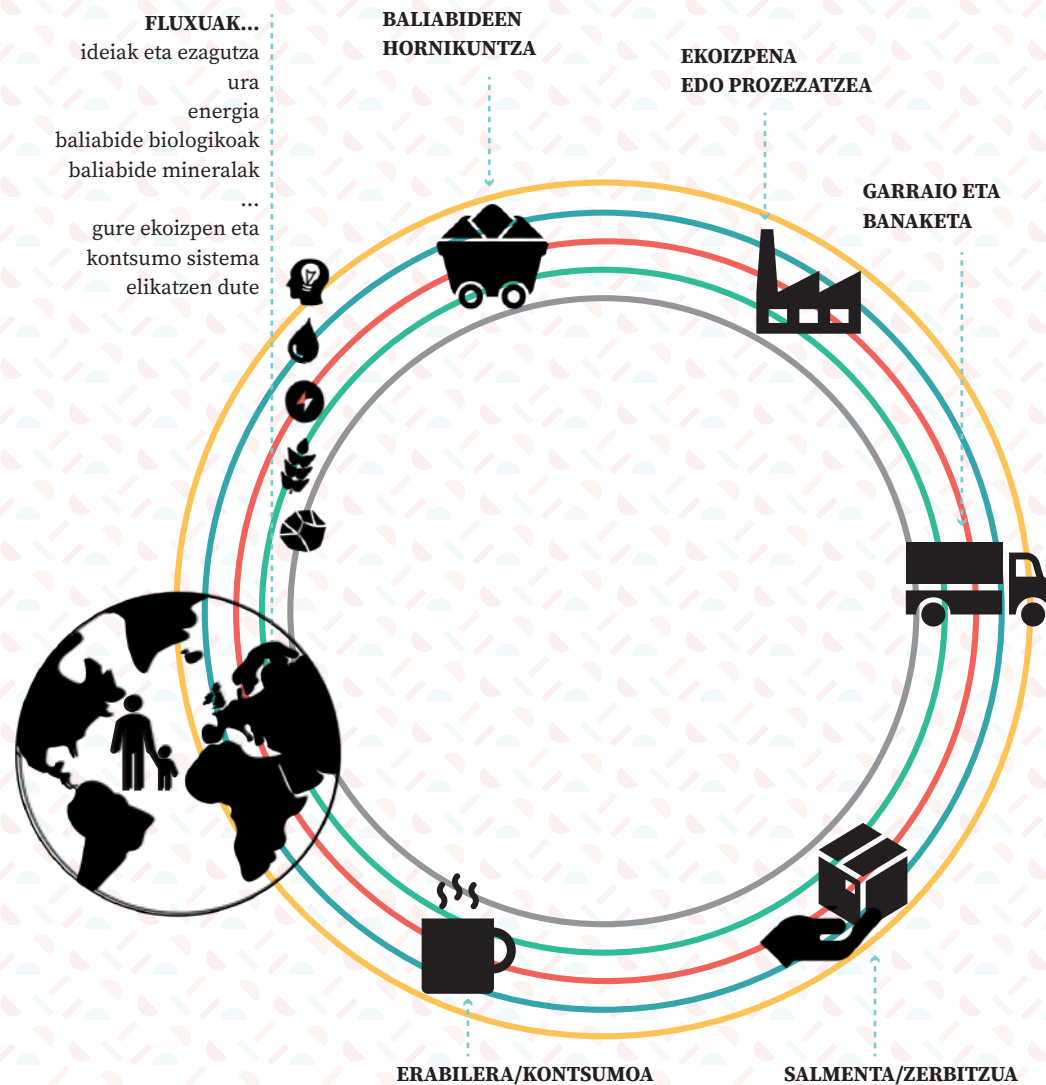 FLUXUAK...
ideiak eta ezagutza
ura
energia
baliabide biologikoak
baliabide mineralak
...
gure ekoizpen eta
kontsumo sistema
elikatzen dute
BALIABIDEEN
HORNIKUNTZA
EKOIZPENA
EDO PROZEZATZEA
GARRAIO ETA
BANAKETA
ERABILERA/KONTSUMOA
SALMENTA/ZERBITZUA